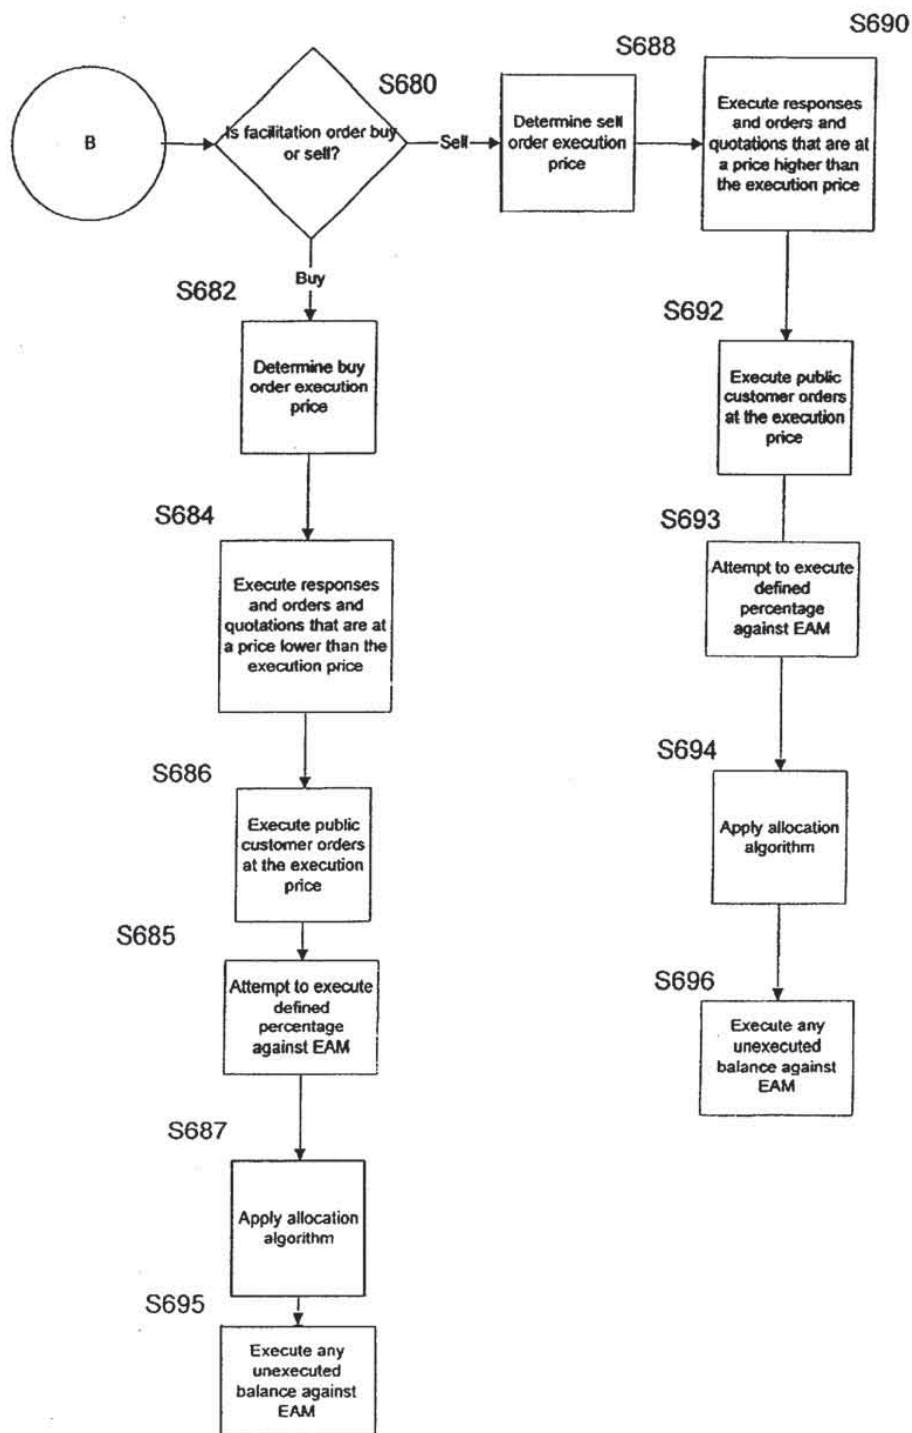 S690
S688
S680
B
Is facilitation order buy
or sell?
Sell
Determine sell
order execution
price
Execute responses
and orders and
quotations that are at
a price higher than
the execution price
Buy
S682
Determine buy
order execution
price
S684
Execute responses
and orders and
quotations that are at
a price lower than the
execution price
S686
Execute public
customer orders
at the execution
price
S685
Attempt to execute
defined
percentage
against EAM
S687
Apply allocation
algorithm
S695
Execute any
unexecuted
balance against
EAM
S692
Execute public
customer orders
at the execution
price
S693
Attempt to execute
defined
percentage
against EAM
S694
Apply allocation
algorithm
S696
Execute any
unexecuted
balance against
EAM